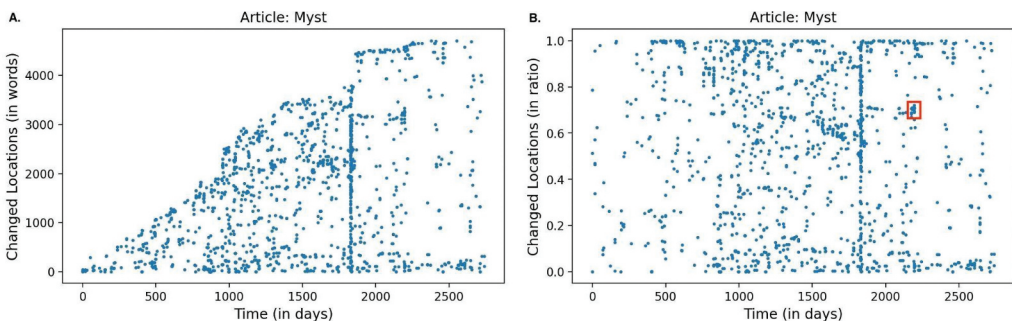 A.
Article: Myst
Changed Locations (in words)
4000
3000
2000
1000
0
0
500
1000
1500
2000
2500
Time (in days)
B.
Article: Myst
Changed Locations (in ratio)
1.0
0.8
0.6
0.4
0.2
0.0
0
500
1000
1500
2000
2500
Time (in days)